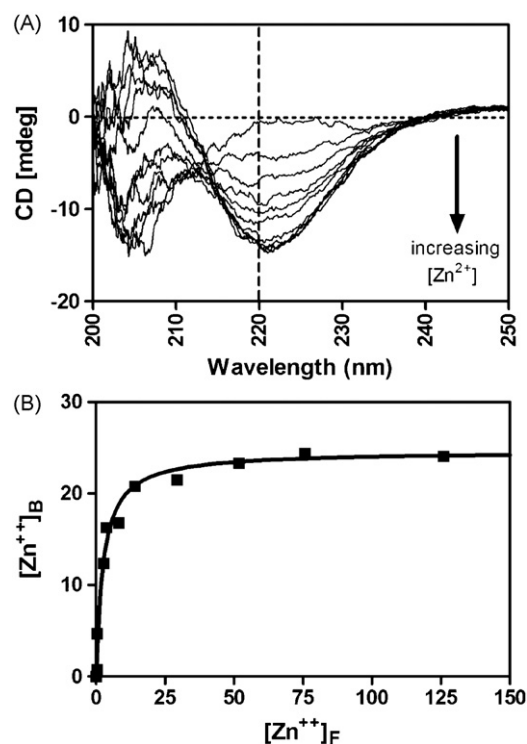 (A)
10
0
-10
-20
CD [mdeg]
increasing
[Zn²⁺]
200
210
220
230
240
250
Wavelength (nm)
(B)
30
20
10
0
[Zn⁺⁺]B
0
25
50
75
100
125
150
[Zn⁺⁺]F